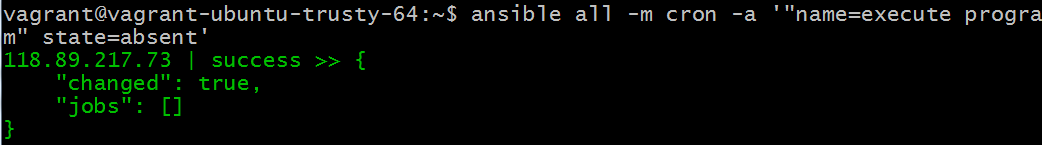 vagrant@vagrant-ubuntu-trusty-64:~$ ansible all -m cron -a '"name=execute progra
m" state=absent'
118.89.217.73 | success >> {
    "changed": true,
    "jobs": []
}